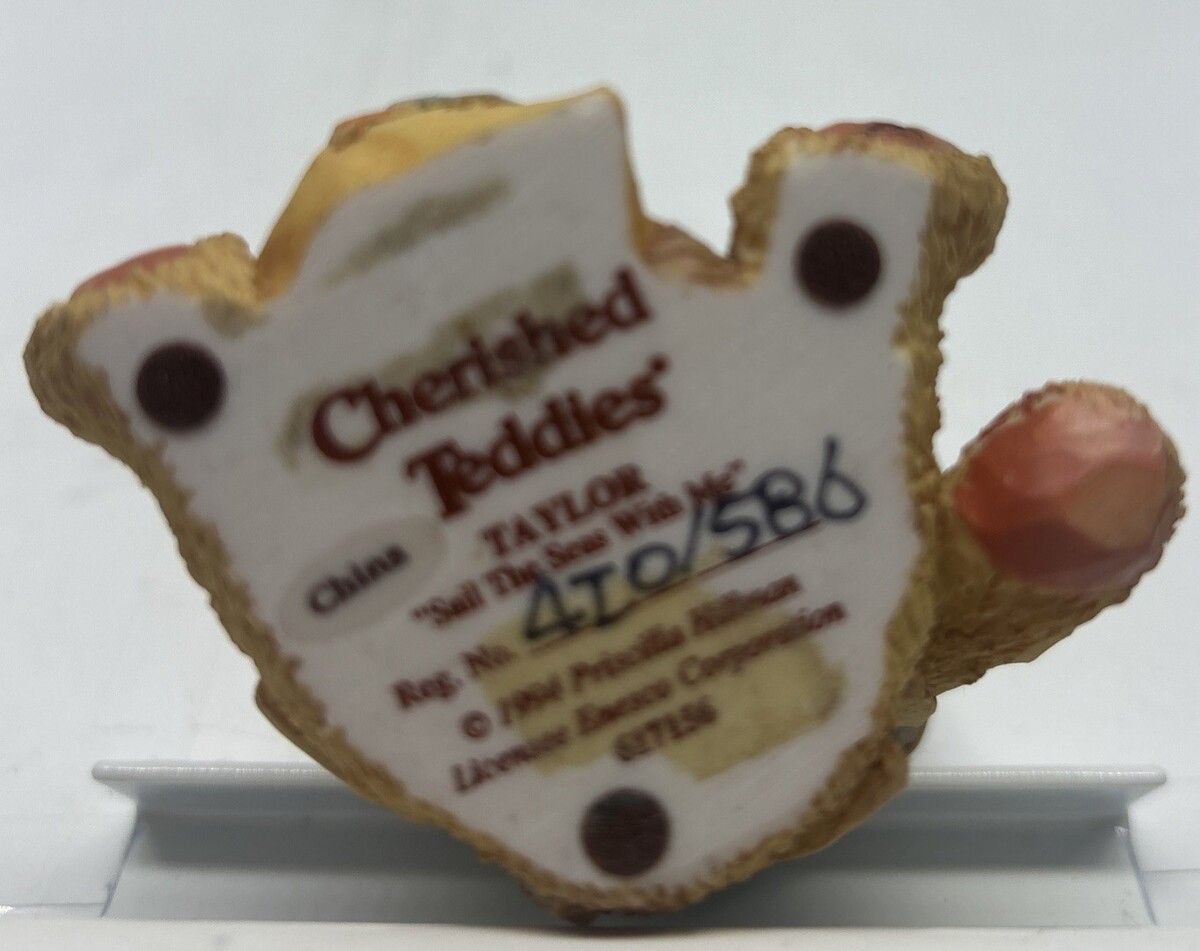 Cherished
Teddies
TAYLOR
"Sail The Seas With Me"
China
Reg. No. 4I0/586
© 1994 Priscilla Hillman
Licensee Enesco Corporation
617156